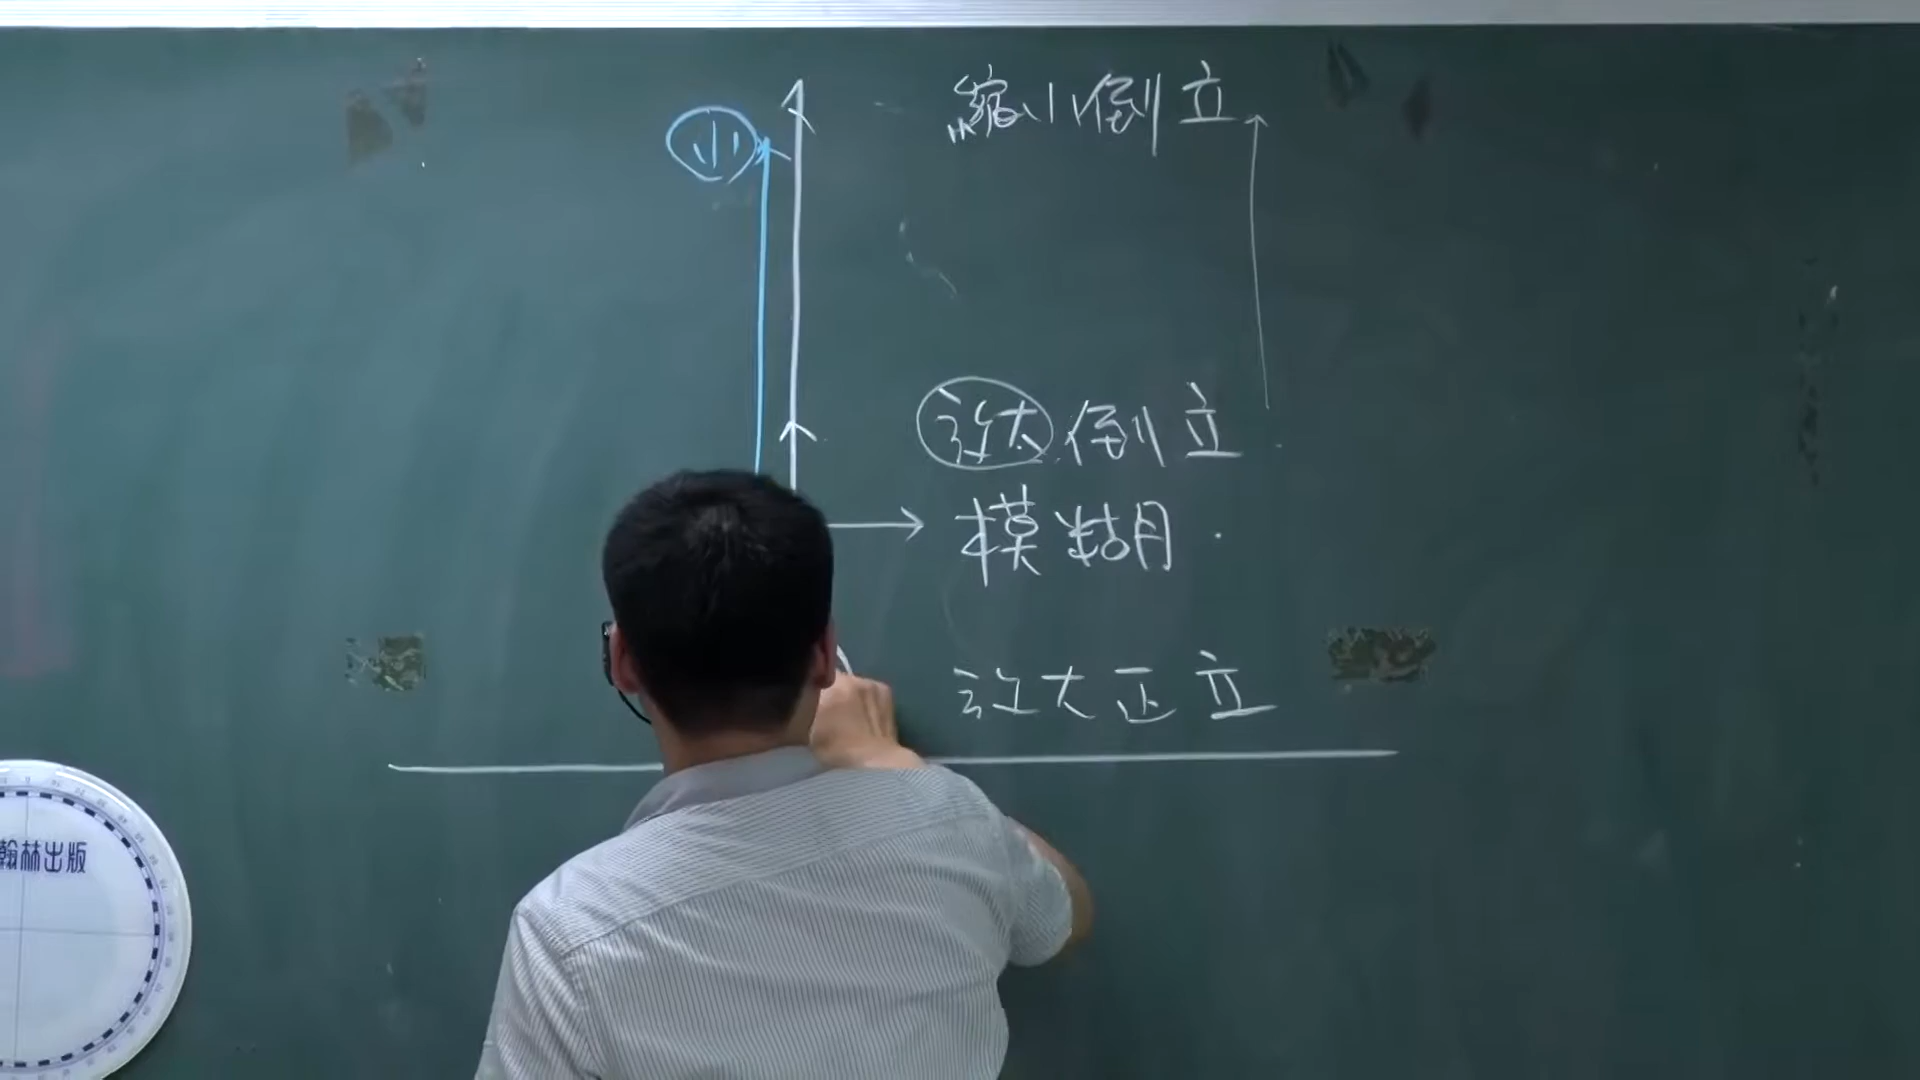 縮小倒立
小
放大倒立
模糊
放大正立
翰林出版